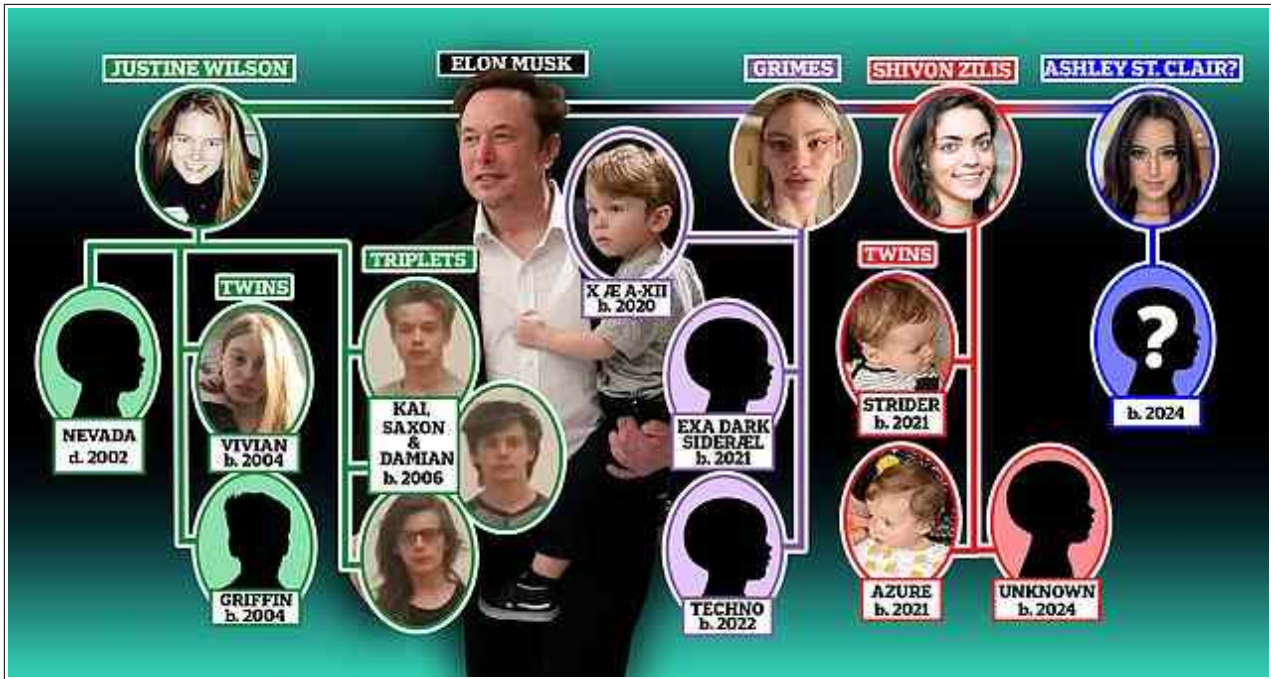 JUSTINE WILSON
ELON MUSK
GRIMES
SHIVON ZILIS
ASHLEY ST. CLAIR?
NEVADA
d. 2002
TWINS
VIVIAN
b. 2004
GRIFFIN
b. 2004
TRIPLETS
KAI,
SAXON
&
DAMIAN
b. 2006
X Æ A-XII
b. 2020
EXA DARK
SIDERÆL
b. 2021
TECHNO
b. 2022
TWINS
STRIDER
b. 2021
AZURE
b. 2021
UNKNOWN
b. 2024
?
b. 2024